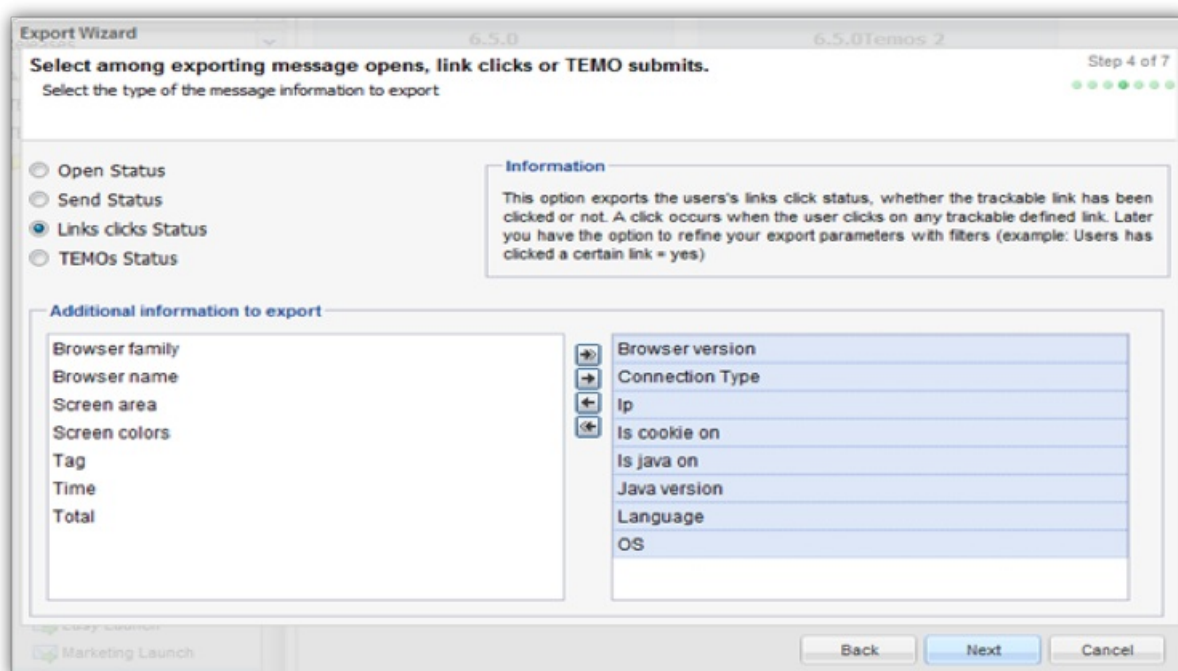 Export Wizard
6.5.0
6.5.0Temos 2
Select among exporting message opens, link clicks or TEMO submits.
Step 4 of 7
Select the type of the message information to export
Open Status
Send Status
Links clicks Status
TEMOs Status
Information
This option exports the users's links click status, whether the trackable link has been
clicked or not. A click occurs when the user clicks on any trackable defined link. Later
you have the option to refine your export parameters with filters (example: Users has
clicked a certain link = yes)
Additional information to export
Browser family
Browser name
Screen area
Screen colors
Tag
Time
Total
Browser version
Connection Type
Ip
Is cookie on
Is java on
Java version
Language
OS
Easy Launch
Marketing Launch
Back
Next
Cancel